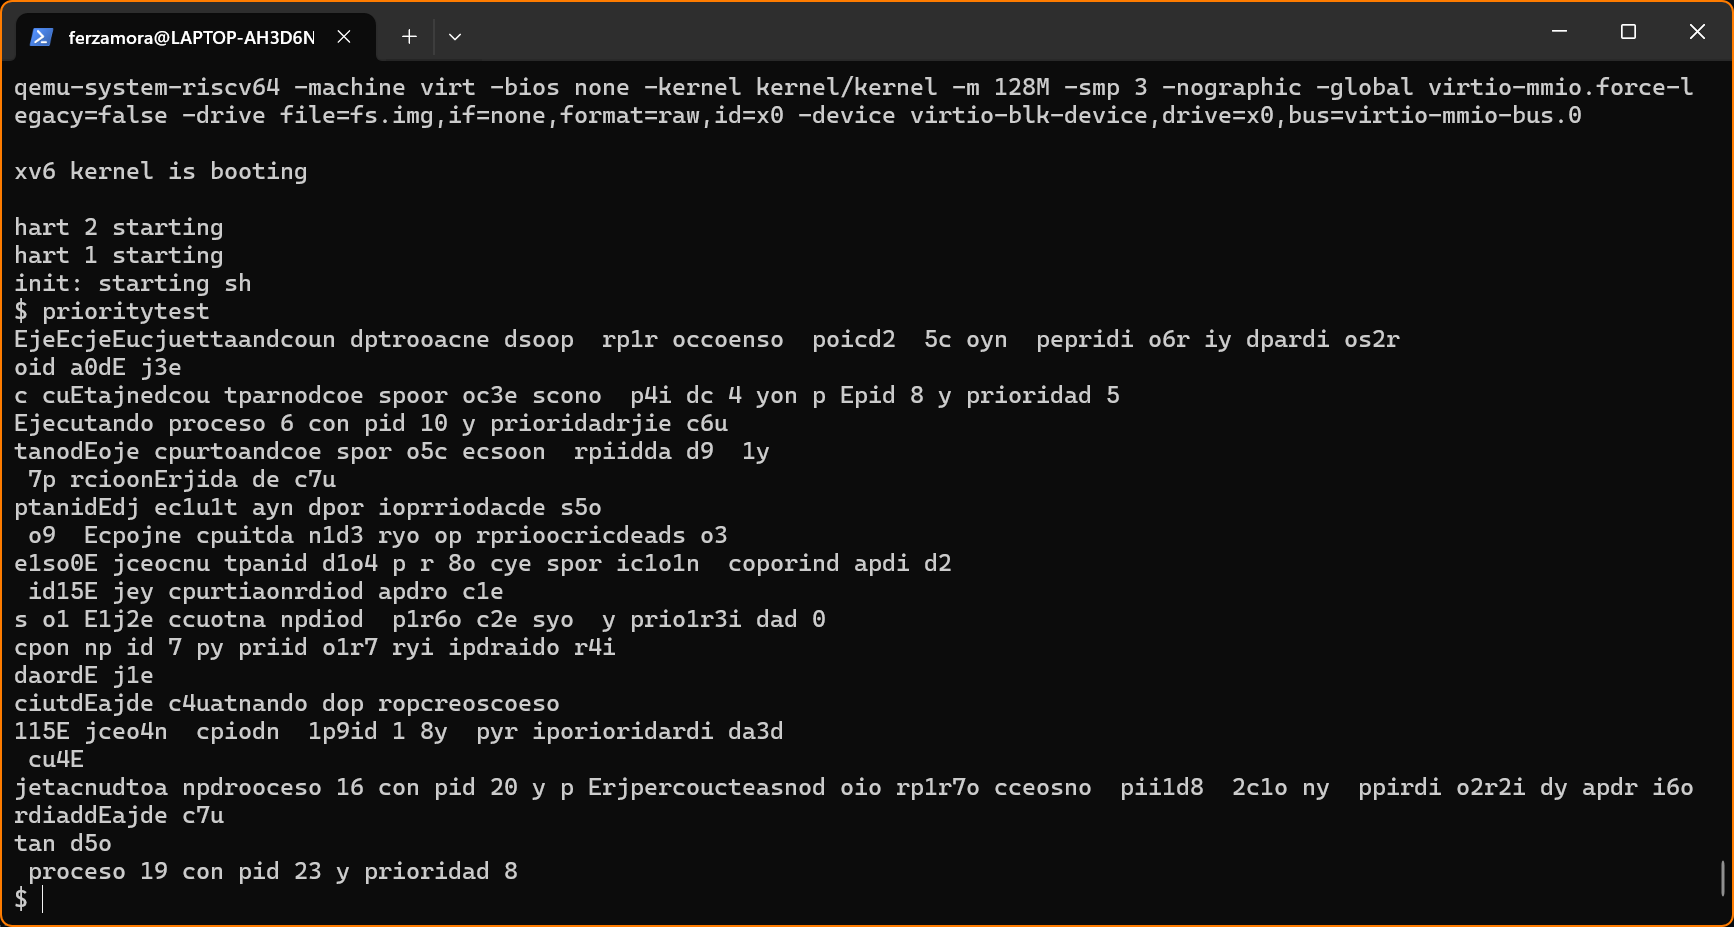 ferzamora@LAPTOP-AH3D6N
qemu-system-riscv64 -machine virt -bios none -kernel kernel/kernel -m 128M -smp 3 -nographic -global virtio-mmio.force-l
egacy=false -drive file=fs.img,if=none,format=raw,id=x0 -device virtio-blk-device,drive=x0,bus=virtio-mmio-bus.0
xv6 kernel is booting
hart 2 starting
hart 1 starting
init: starting sh
$ prioritytest
EjeEcjeEucjuettaandcoun dptrooacne dsoop  rp1r occoenso  poicd2  5c oyn  pepridi o6r iy dpardi os2r
oid a0dE j3e
c cuEtajnedcou tparnodcoe spoor oc3e scono  p4i dc 4 yon p Epid 8 y prioridad 5
Ejecutando proceso 6 con pid 10 y prioridadrjie c6u
tanodEoje cpurtoandcoe spor o5c ecsoon  rpiidda d9  1y
 7p rcioonErjida de c7u
ptanidEdj ec1u1t ayn dpor ioprriodacde s5o
 o9  Ecpojne cpuitda n1d3 ryo op rprioocricdeads o3
e1so0E jceocnu tpanid d1o4 p r 8o cye spor ic1o1n  coporind apdi d2
 id15E jey cpurtiaonrdiod apdro c1e
s o1 E1j2e ccuotna npdiod  p1r6o c2e syo  y prio1r3i dad 0
cpon np id 7 py priid o1r7 ryi ipdraido r4i
daordE j1e
ciutdEajde c4uatnando dop ropcreoscoeso
115E jceo4n  cpiodn  1p9id 1 8y  pyr iporioridardi da3d
 cu4E
jetacnudtoa npdrooceso 16 con pid 20 y p Erjpercoucteasnod oio rp1r7o cceosno  pii1d8  2c1o ny  ppirdi o2r2i dy apdr i6o
rdiaddEajde c7u
tan d5o
 proceso 19 con pid 23 y prioridad 8
$